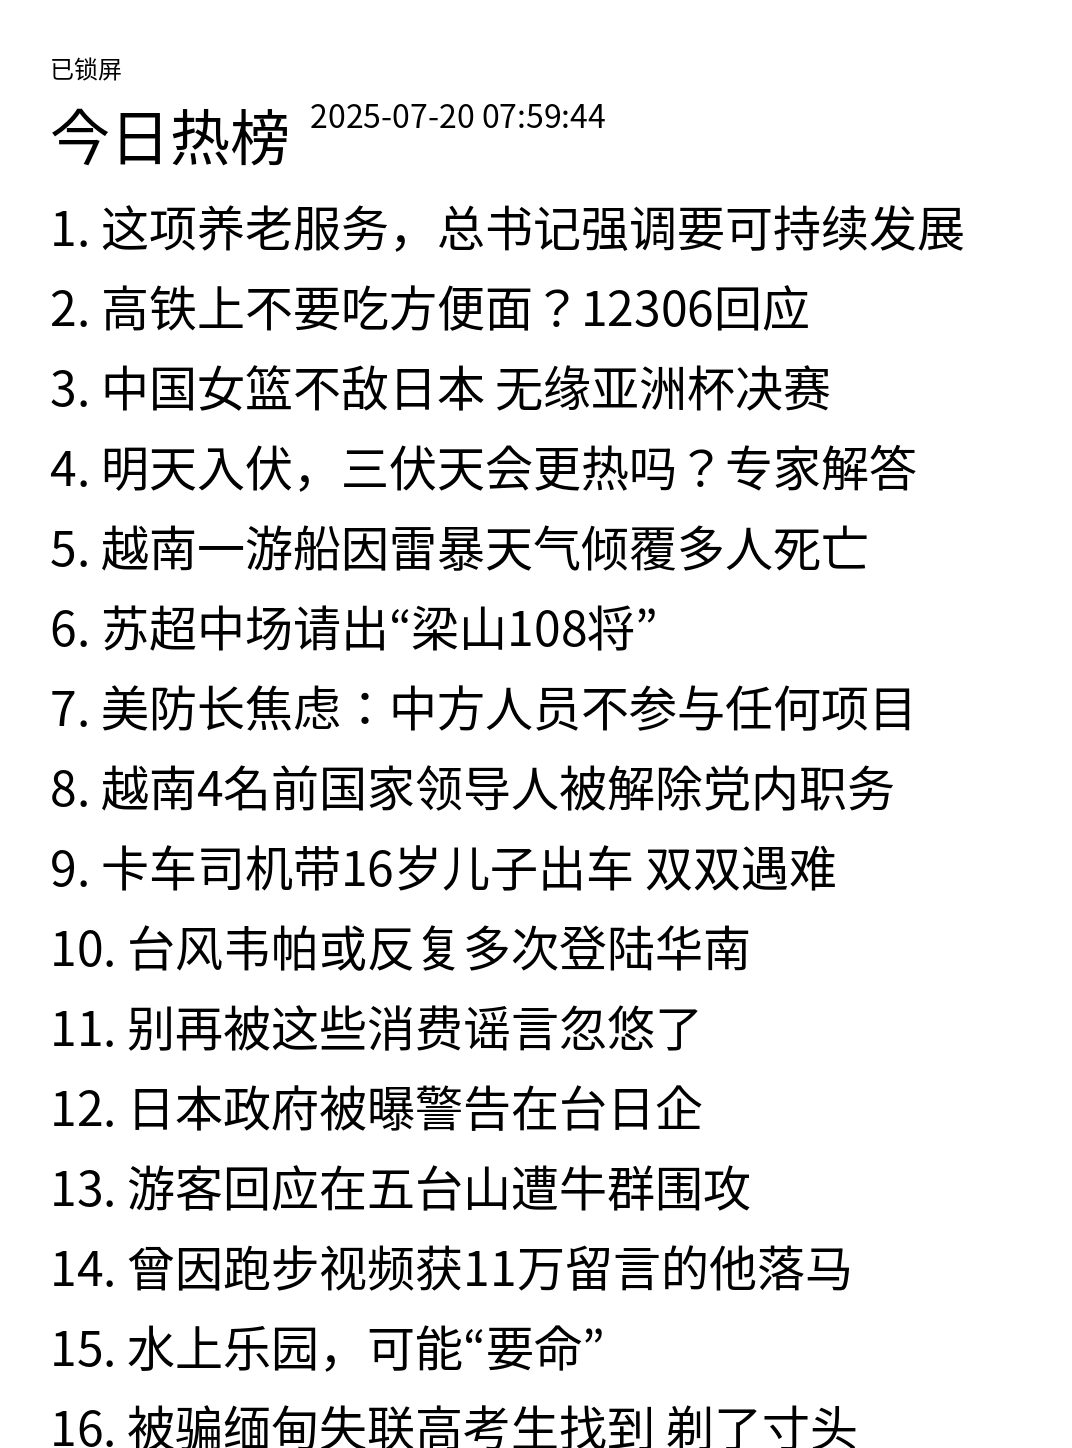 已锁屏
今日热榜 2025-07-20 07:59:44
1. 这项养老服务，总书记强调要可持续发展
2. 高铁上不要吃方便面？12306回应
3. 中国女篮不敌日本 无缘亚洲杯决赛
4. 明天入伏，三伏天会更热吗？专家解答
5. 越南一游船因雷暴天气倾覆多人死亡
6. 苏超中场请出“梁山108将”
7. 美防长焦虑：中方人员不参与任何项目
8. 越南4名前国家领导人被解除党内职务
9. 卡车司机带16岁儿子出车 双双遇难
10. 台风韦帕或反复多次登陆华南
11. 别再被这些消费谣言忽悠了
12. 日本政府被曝警告在台日企
13. 游客回应在五台山遭牛群围攻
14. 曾因跑步视频获11万留言的他落马
15. 水上乐园，可能“要命”
16. 被骗缅甸失联高考生找到 剃了寸头